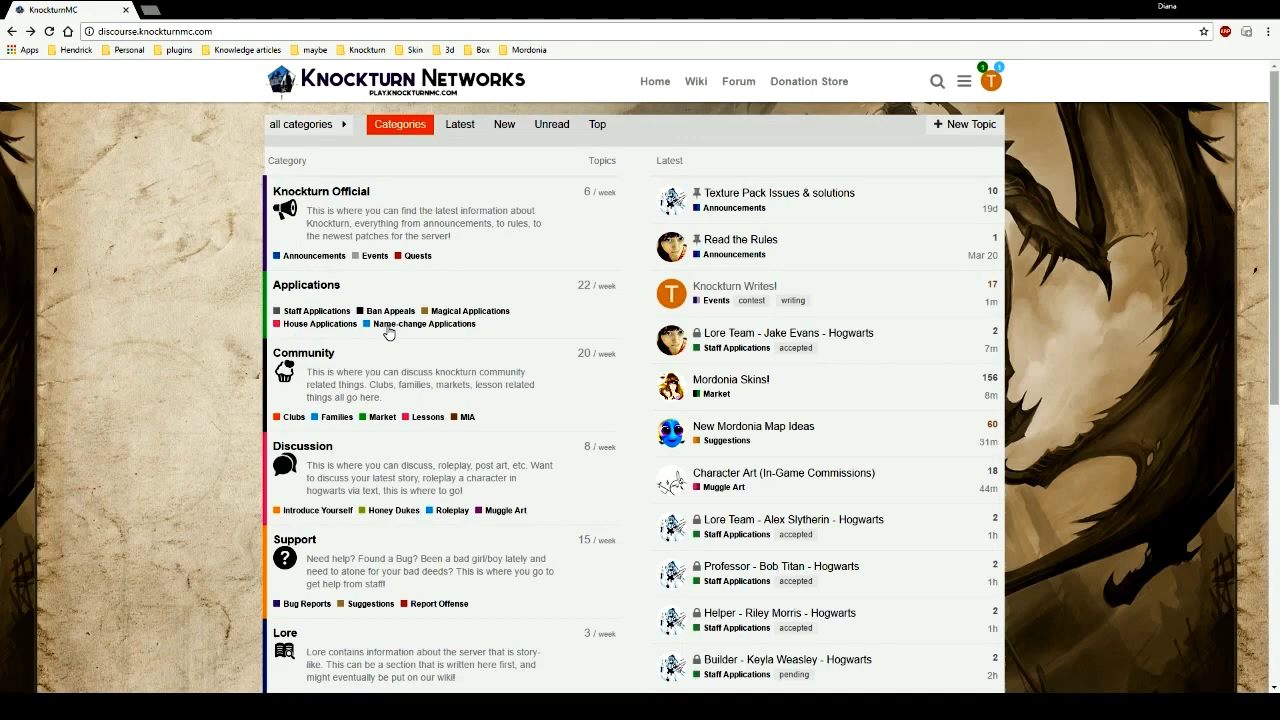 KnockturnMC
Diana
discourse.knockturnmc.com
Apps Hendrick Personal plugins Knowledge articles maybe Knockturn Skin 3d Box Mordonia
KNOCKTURN NETWORKS
PLAY.KNOCKTURNMC.COM
Home Wiki Forum Donation Store
1 1
T
all categories Categories Latest New Unread Top + New Topic
Category Topics
Knockturn Official 6 / week
This is where you can find the latest information about
Knockturn, everything from announcements, to rules, to
the newest patches for the server!
Announcements Events Quests
Applications 22 / week
Staff Applications Ban Appeals Magical Applications
House Applications Name-change Applications
Community 20 / week
This is where you can discuss knockturn community
related things. Clubs, families, markets, lesson related
things all go here.
Clubs Families Market Lessons MIA
Discussion 8 / week
This is where you can discuss, roleplay, post art, etc. Want
to discuss your latest story, roleplay a character in
hogwarts via text, this is where to go!
Introduce Yourself Honey Dukes Roleplay Muggle Art
Support 15 / week
Need help? Found a Bug? Been a bad girl/boy lately and
need to atone for your bad deeds? This is where you go to
get help from staff!
Bug Reports Suggestions Report Offense
Lore 3 / week
Lore contains information about the server that is story-
like. This can be a section that is written here first, and
might eventually be put on our wiki!
Latest
Texture Pack Issues & solutions 10
Announcements 19d
Read the Rules 1
Announcements Mar 20
T
Knockturn Writes! 17
Events contest writing 1m
Lore Team - Jake Evans - Hogwarts 2
Staff Applications accepted 7m
Mordonia Skins! 156
Market 8m
New Mordonia Map Ideas 60
Suggestions 31m
Character Art (In-Game Commissions) 18
Muggle Art 44m
Lore Team - Alex Slytherin - Hogwarts 2
Staff Applications accepted 1h
Professor - Bob Titan - Hogwarts 2
Staff Applications accepted 1h
Helper - Riley Morris - Hogwarts 2
Staff Applications accepted 1h
Builder - Keyla Weasley - Hogwarts 2
Staff Applications pending 2h